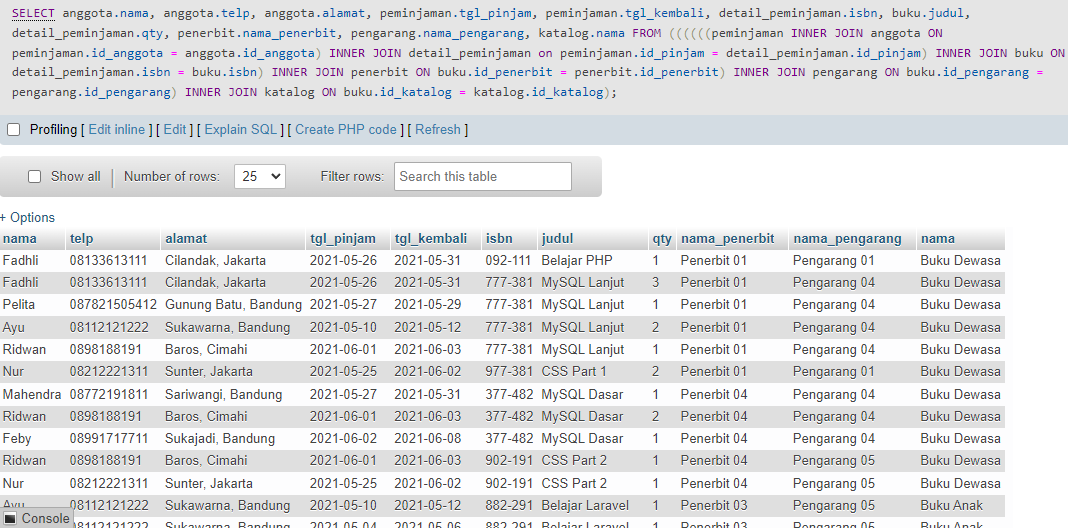 SELECT anggota.nama, anggota.telp, anggota.alamat, peminjaman.tgl_pinjam, peminjaman.tgl_kembali, detail_peminjaman.isbn, buku.judul,
detail_peminjaman.qty, penerbit.nama_penerbit, pengarang.nama_pengarang, katalog.nama FROM ((((((peminjaman INNER JOIN anggota ON
peminjaman.id_anggota = anggota.id_anggota) INNER JOIN detail_peminjaman on peminjaman.id_pinjam = detail_peminjaman.id_pinjam) INNER JOIN buku ON
detail_peminjaman.isbn = buku.isbn) INNER JOIN penerbit ON buku.id_penerbit = penerbit.id_penerbit) INNER JOIN pengarang ON buku.id_pengarang =
pengarang.id_pengarang) INNER JOIN katalog ON buku.id_katalog = katalog.id_katalog);
Profiling [ Edit inline ] [ Edit ] [ Explain SQL ] [ Create PHP code ] [ Refresh ]
Show all | Number of rows: 25 Filter rows: Search this table
+ Options
nama telp alamat tgl_pinjam tgl_kembali isbn judul qty nama_penerbit nama_pengarang nama
Fadhli 08133613111 Cilandak, Jakarta 2021-05-26 2021-05-31 092-111 Belajar PHP 1 Penerbit 01 Pengarang 01 Buku Dewasa
Fadhli 08133613111 Cilandak, Jakarta 2021-05-26 2021-05-31 777-381 MySQL Lanjut 3 Penerbit 01 Pengarang 04 Buku Dewasa
Pelita 087821505412 Gunung Batu, Bandung 2021-05-27 2021-05-29 777-381 MySQL Lanjut 1 Penerbit 01 Pengarang 04 Buku Dewasa
Ayu 08112121222 Sukawarna, Bandung 2021-05-10 2021-05-12 777-381 MySQL Lanjut 2 Penerbit 01 Pengarang 04 Buku Dewasa
Ridwan 0898188191 Baros, Cimahi 2021-06-01 2021-06-03 777-381 MySQL Lanjut 1 Penerbit 01 Pengarang 04 Buku Dewasa
Nur 08212221311 Sunter, Jakarta 2021-05-25 2021-06-02 977-381 CSS Part 1 2 Penerbit 01 Pengarang 01 Buku Dewasa
Mahendra 08772191811 Sariwangi, Bandung 2021-05-27 2021-05-31 377-482 MySQL Dasar 1 Penerbit 04 Pengarang 04 Buku Dewasa
Ridwan 0898188191 Baros, Cimahi 2021-06-01 2021-06-03 377-482 MySQL Dasar 2 Penerbit 04 Pengarang 04 Buku Dewasa
Feby 08991717711 Sukajadi, Bandung 2021-06-02 2021-06-08 377-482 MySQL Dasar 1 Penerbit 04 Pengarang 04 Buku Dewasa
Ridwan 0898188191 Baros, Cimahi 2021-06-01 2021-06-03 902-191 CSS Part 2 1 Penerbit 04 Pengarang 05 Buku Dewasa
Nur 08212221311 Sunter, Jakarta 2021-05-25 2021-06-02 902-191 CSS Part 2 1 Penerbit 04 Pengarang 05 Buku Dewasa
Ayu 08112121222 Sukawarna, Bandung 2021-05-10 2021-05-12 882-291 Belajar Laravel 1 Penerbit 03 Pengarang 05 Buku Anak
Console